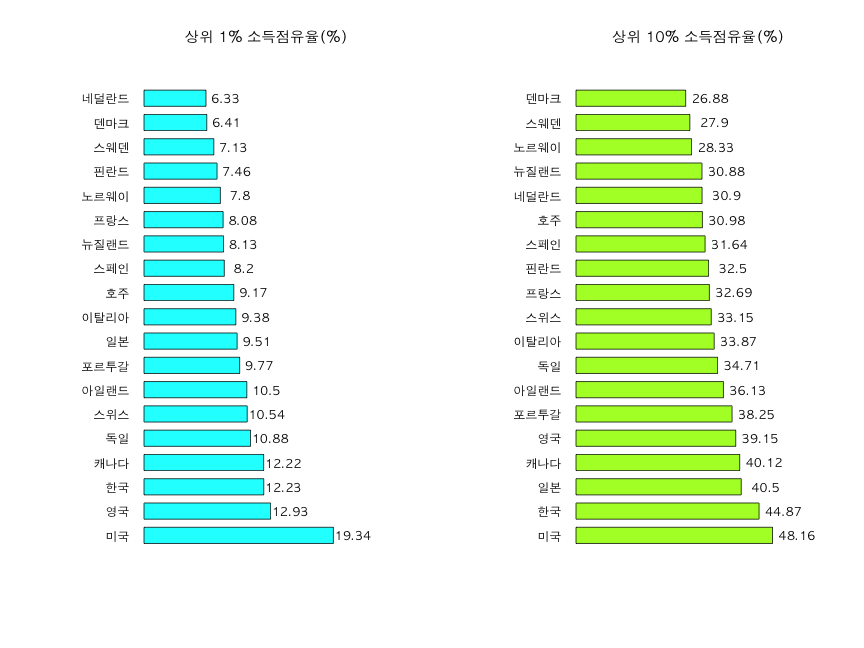 상위 1% 소득점유율(%)
네덜란드 6.33
덴마크 6.41
스웨덴 7.13
핀란드 7.46
노르웨이 7.8
프랑스 8.08
뉴질랜드 8.13
스페인 8.2
호주 9.17
이탈리아 9.38
일본 9.51
포르투갈 9.77
아일랜드 10.5
스위스 10.54
독일 10.88
캐나다 12.22
한국 12.23
영국 12.93
미국 19.34
상위 10% 소득점유율(%)
덴마크 26.88
스웨덴 27.9
노르웨이 28.33
뉴질랜드 30.88
네덜란드 30.9
호주 30.98
스페인 31.64
핀란드 32.5
프랑스 32.69
스위스 33.15
이탈리아 33.87
독일 34.71
아일랜드 36.13
포르투갈 38.25
영국 39.15
캐나다 40.12
일본 40.5
한국 44.87
미국 48.16